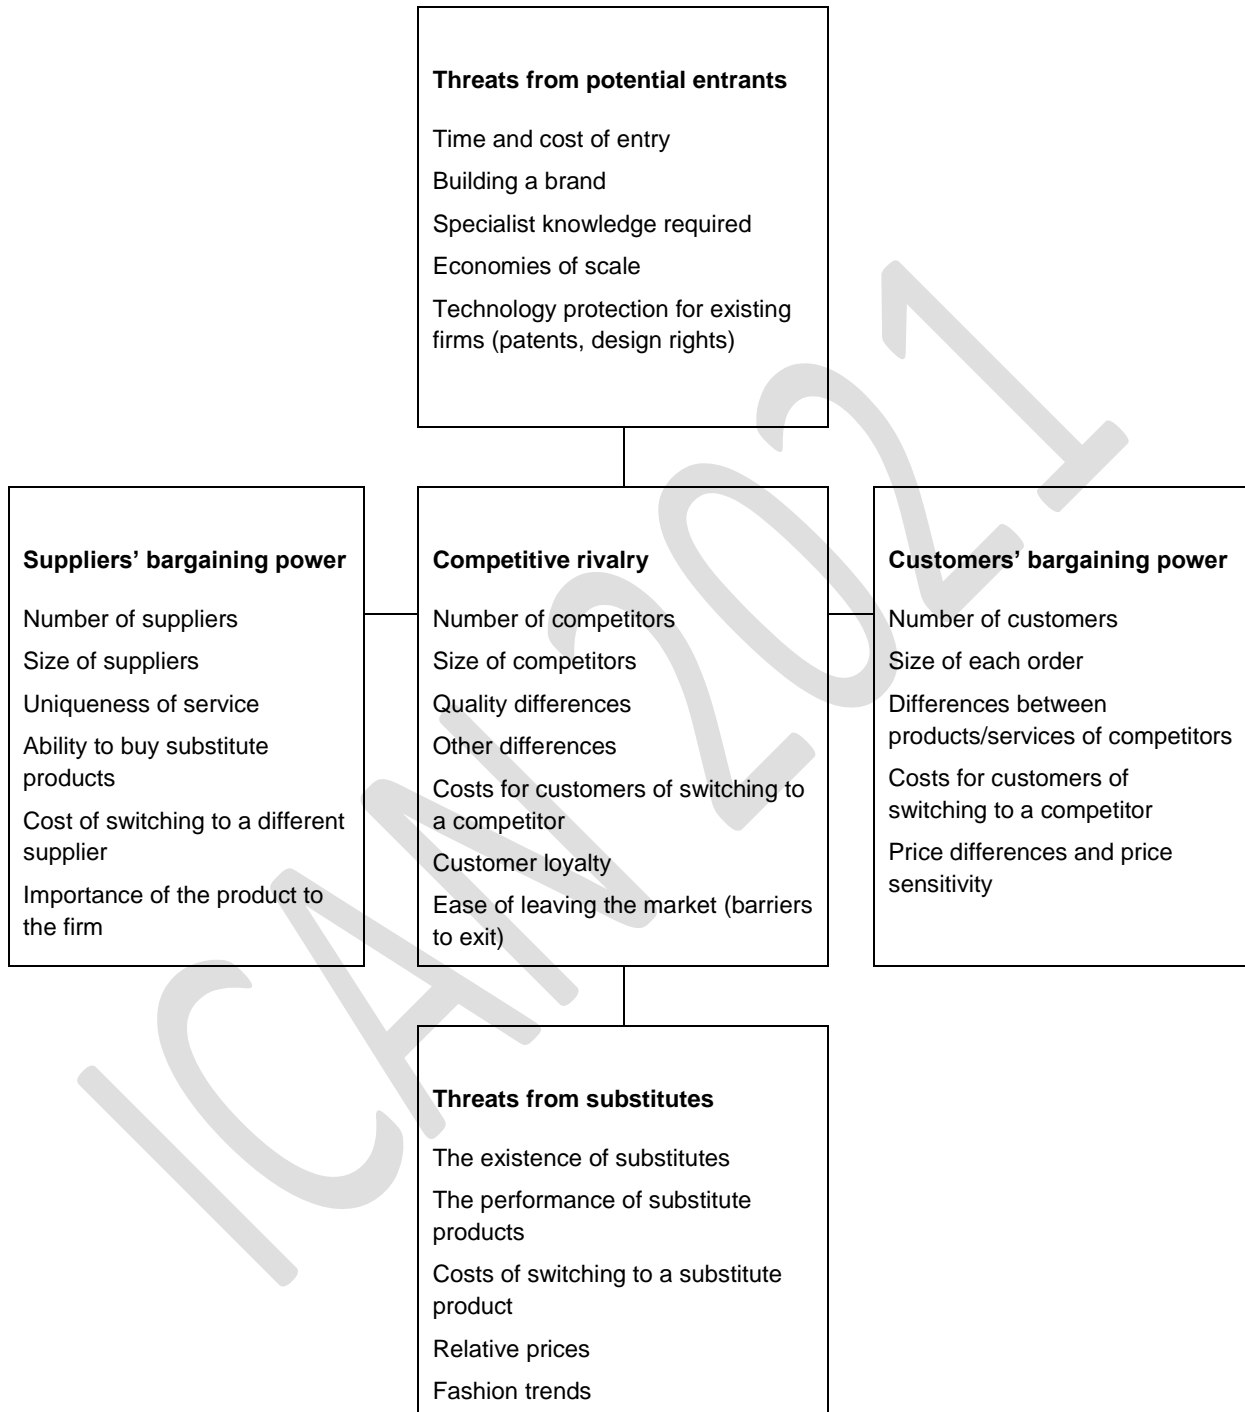 Threats from potential entrants
Time and cost of entry
Building a brand
Specialist knowledge required
Economies of scale
Technology protection for existing
firms (patents, design rights)
Suppliers’ bargaining power
Number of suppliers
Size of suppliers
Uniqueness of service
Ability to buy substitute
products
Cost of switching to a different
supplier
Importance of the product to
the firm
Competitive rivalry
Number of competitors
Size of competitors
Quality differences
Other differences
Costs for customers of switching to
a competitor
Customer loyalty
Ease of leaving the market (barriers
to exit)
Customers’ bargaining power
Number of customers
Size of each order
Differences between
products/services of competitors
Costs for customers of
switching to a competitor
Price differences and price
sensitivity
Threats from substitutes
The existence of substitutes
The performance of substitute
products
Costs of switching to a substitute
product
Relative prices
Fashion trends
ICAN 2021